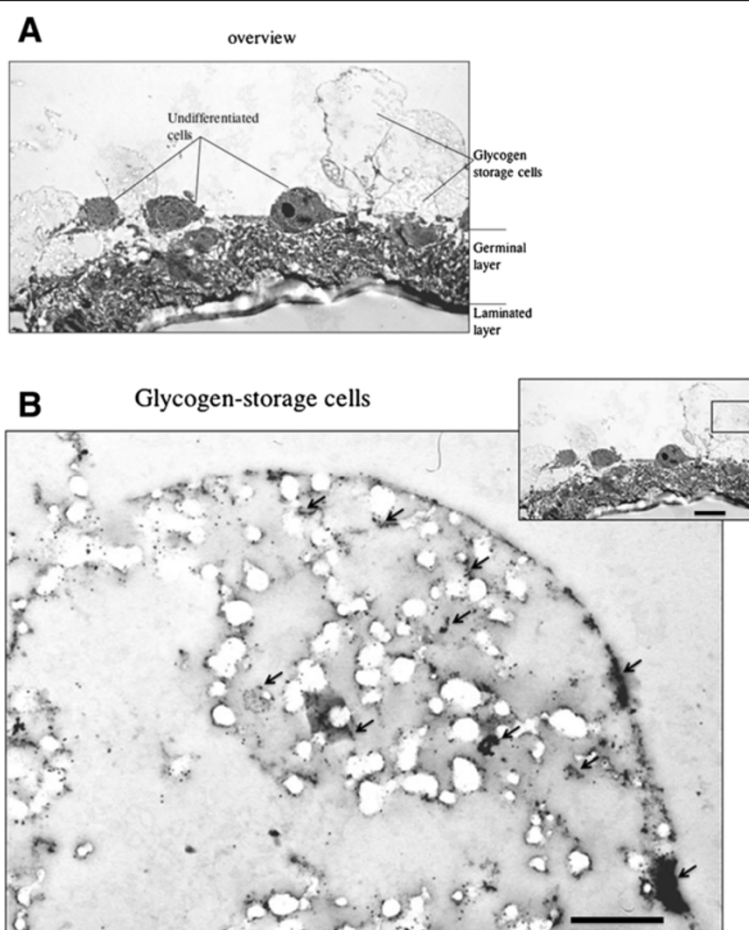 A
overview
Undifferentiated
cells
Glycogen
storage cells
Germinal
layer
Laminated
layer
B
Glycogen-storage cells